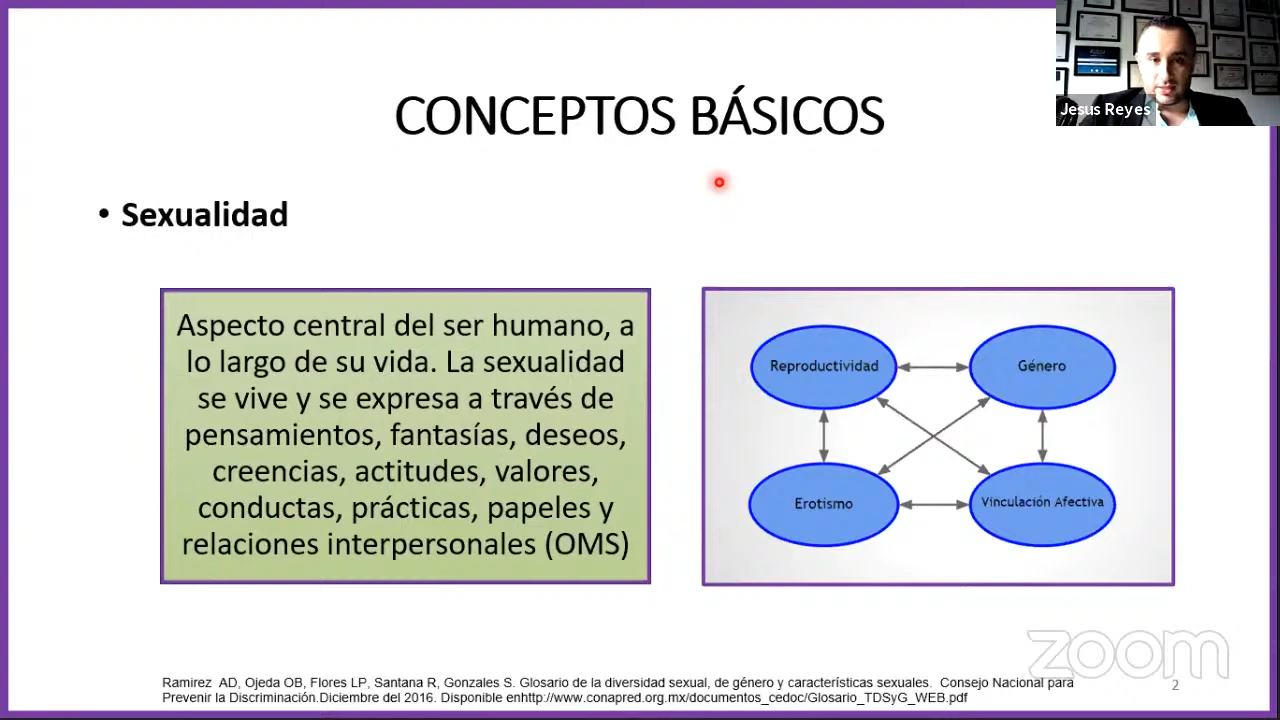 Jesus Reyes
CONCEPTOS BÁSICOS
• Sexualidad
Aspecto central del ser humano, a
lo largo de su vida. La sexualidad
se vive y se expresa a través de
pensamientos, fantasías, deseos,
creencias, actitudes, valores,
conductas, prácticas, papeles y
relaciones interpersonales (OMS)
Reproductividad
Género
Erotismo
Vinculación Afectiva
zoom
Ramirez AD, Ojeda OB, Flores LP, Santana R, Gonzales S. Glosario de la diversidad sexual, de género y características sexuales. Consejo Nacional para
Prevenir la Discriminación.Diciembre del 2016. Disponible enhttp://www.conapred.org.mx/documentos_cedoc/Glosario_TDSyG_WEB.pdf
2